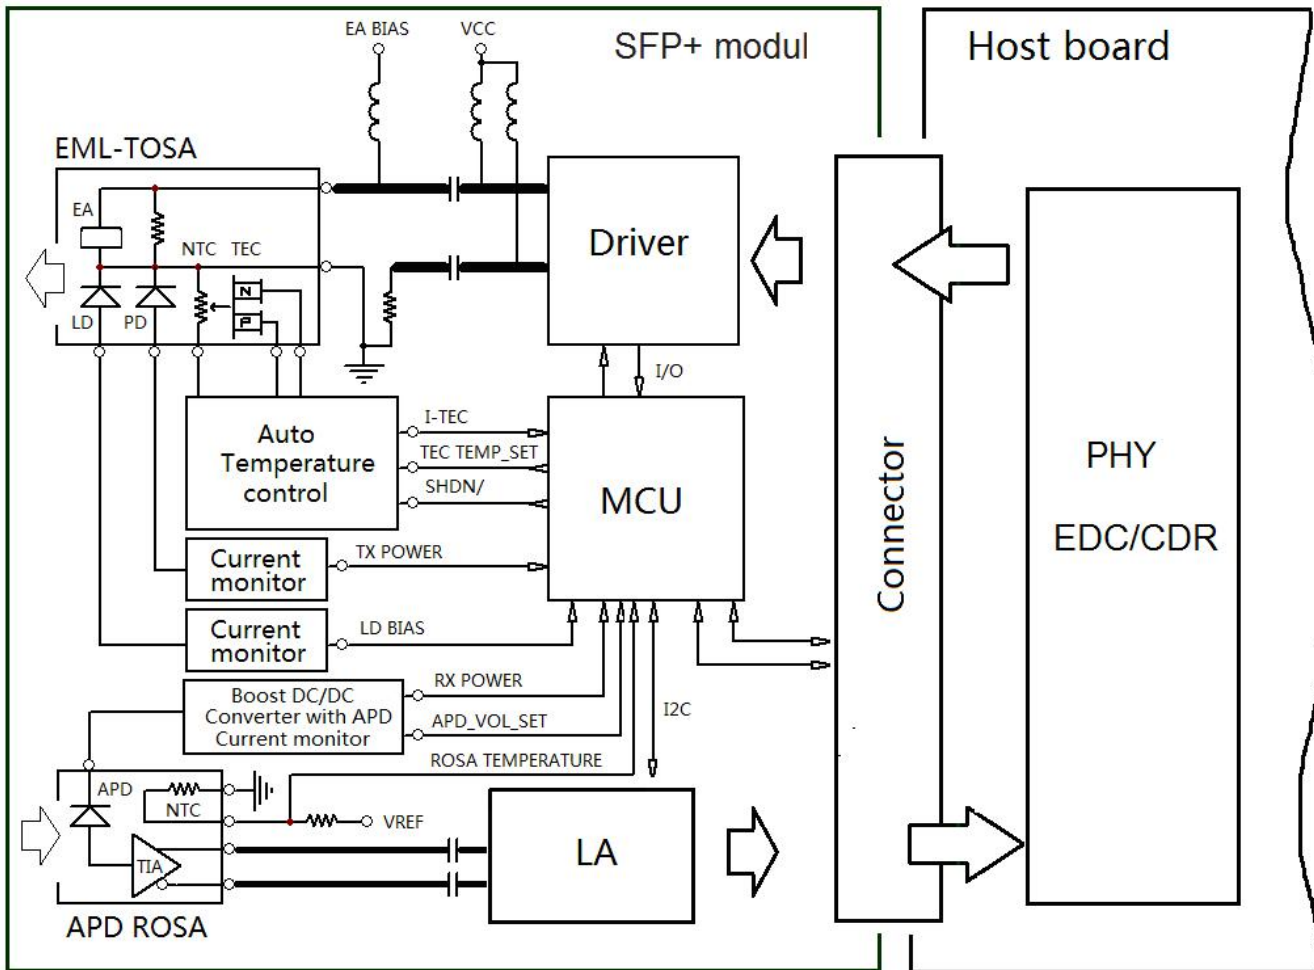 EA BIAS
VCC
SFP+ modul
Host board
EML-TOSA
EA
NTC TEC
N
P
LD
PD
Driver
I/O
Auto
Temperature
control
I-TEC
TEC TEMP_SET
SHDN/
MCU
Connector
PHY
EDC/CDR
Current
monitor
TX POWER
Current
monitor
LD BIAS
Boost DC/DC
Converter with APD
Current monitor
RX POWER
APD_VOL_SET
I2C
ROSA TEMPERATURE
APD
NTC
VREF
TIA
LA
APD ROSA